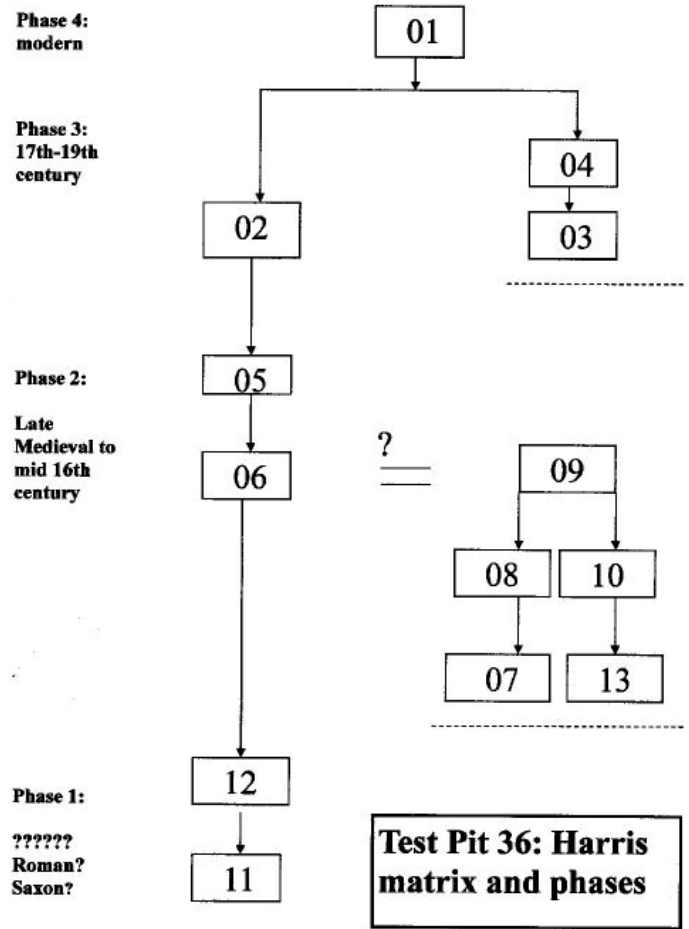 Phase 4:
modern
01
Phase 3:
17th-19th
century
04
02
03
Phase 2:
05
Late
Medieval to
mid 16th
century
06
?
09
08
10
07
13
12
Phase 1:
??????
Roman?
Saxon?
11
Test Pit 36: Harris
matrix and phases